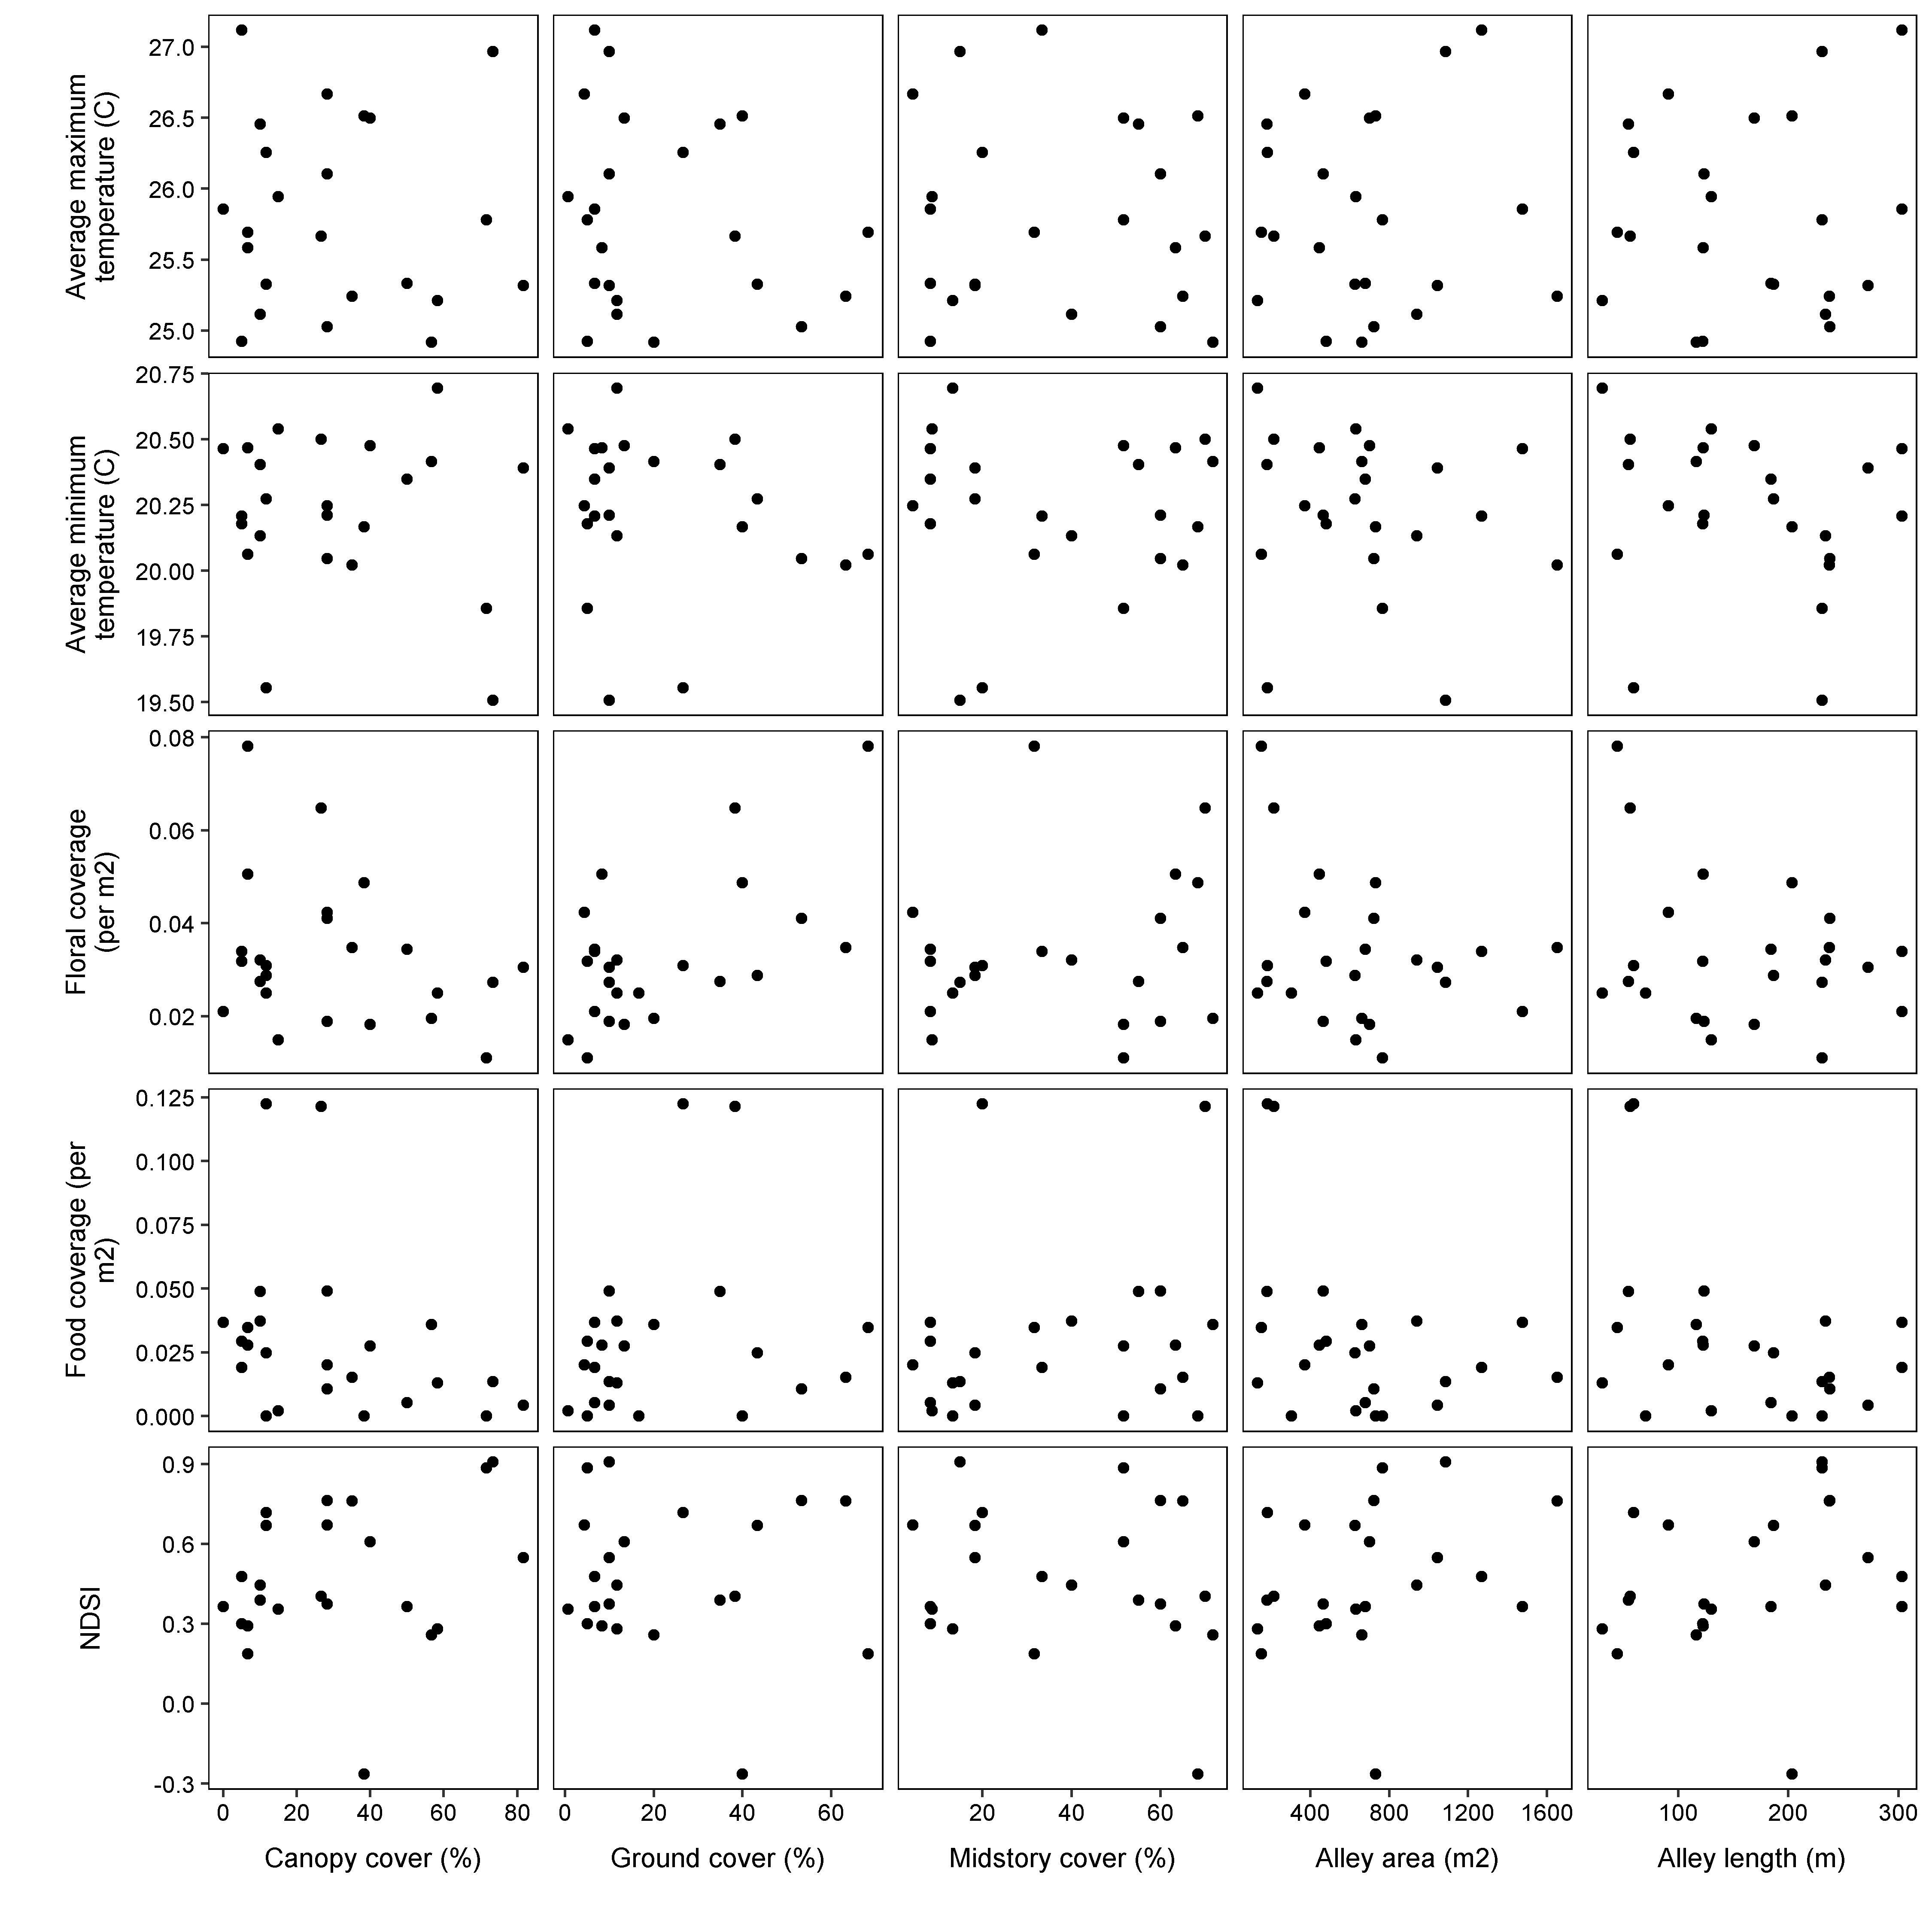 Average maximum
temperature (C)
27.0
26.5
26.0
25.5
25.0
Average minimum
temperature (C)
20.75
20.50
20.25
20.00
19.75
19.50
Floral coverage
(per m2)
0.08
0.06
0.04
0.02
Food coverage (per
m2)
0.125
0.100
0.075
0.050
0.025
0.000
NDSI
0.9
0.6
0.3
0.0
-0.3
0 20 40 60 80 0 20 40 60 20 40 60 400 800 1200 1600 100 200 300
Canopy cover (%) Ground cover (%) Midstory cover (%) Alley area (m2) Alley length (m)